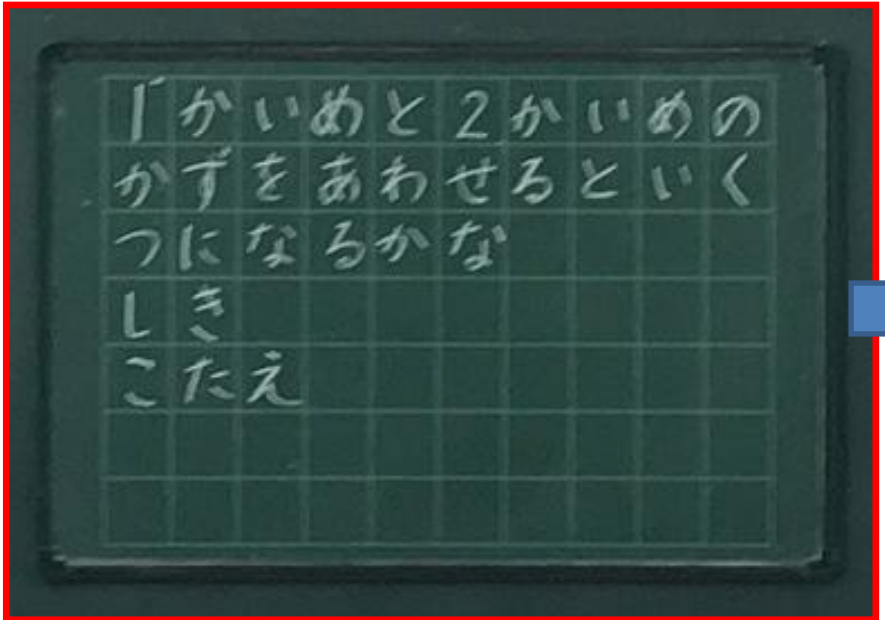 1かいめと2かいめの
かずをあわせるといく
つになるかな
しき
こたえ